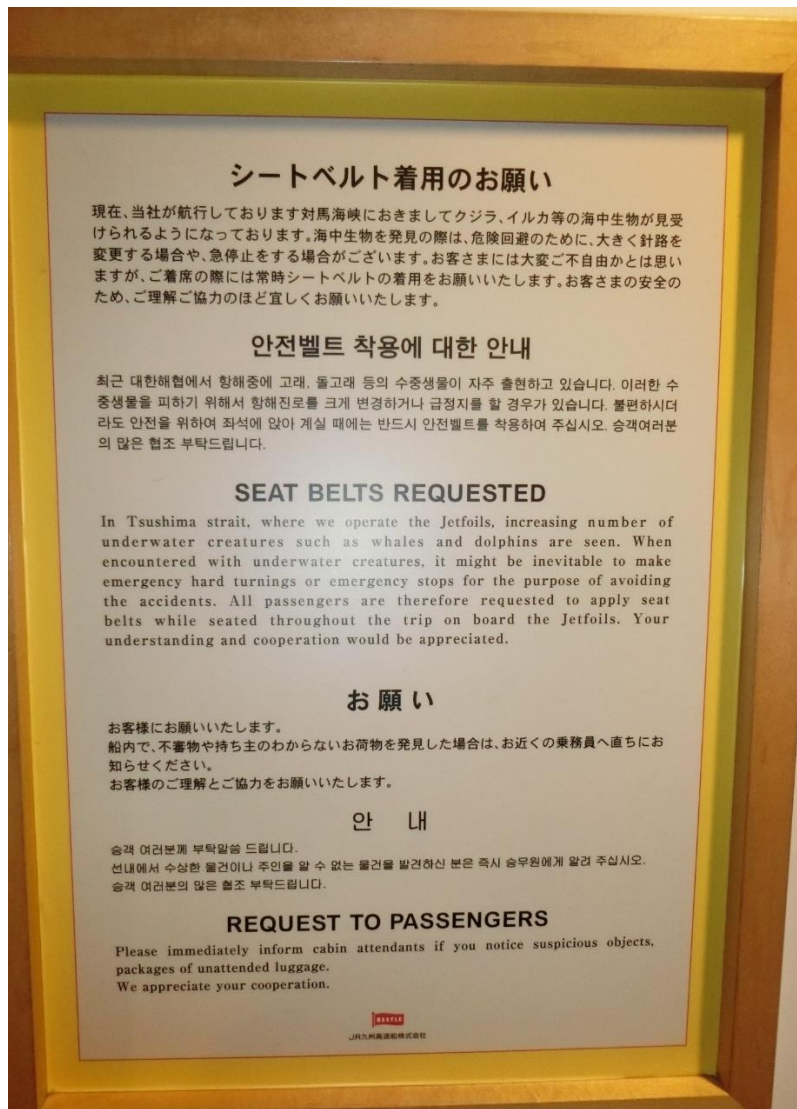 シートベルト着用のお願い
現在、当社が航行しております対馬海峡におきましてクジラ、イルカ等の海中生物が見受
けられるようになっております。海中生物を発見の際は、危険回避のために、大きく針路を
変更する場合や、急停止をする場合がございます。お客さまには大変ご不自由かとは思い
ますが、ご着席の際には常時シートベルトの着用をお願いいたします。お客さまの安全の
ため、ご理解ご協力のほど宜しくお願いいたします。
안전벨트 착용에 대한 안내
최근 대한해협에서 항해중에 고래, 돌고래 등의 수중생물이 자주 출현하고 있습니다. 이러한 수
중생물을 피하기 위해서 항해진로를 크게 변경하거나 급정지를 할 경우가 있습니다. 불편하시더
라도 안전을 위하여 좌석에 앉아 계실 때에는 반드시 안전벨트를 착용하여 주십시오. 승객여러분
의 많은 협조 부탁드립니다.
SEAT BELTS REQUESTED
In Tsushima strait, where we operate the Jetfoils, increasing number of
underwater creatures such as whales and dolphins are seen. When
encountered with underwater creatures, it might be inevitable to make
emergency hard turnings or emergency stops for the purpose of avoiding
the accidents. All passengers are therefore requested to apply seat
belts while seated throughout the trip on board the Jetfoils. Your
understanding and cooperation would be appreciated.
お願い
お客様にお願いいたします。
船内で、不審物や持ち主のわからないお荷物を発見した場合は、お近くの乗務員へ直ちにお
知らせください。
お客様のご理解とご協力をお願いいたします。
안 내
승객 여러분께 부탁말씀 드립니다.
선내에서 수상한 물건이나 주인을 알 수 없는 물건을 발견하신 분은 즉시 승무원에게 알려 주십시오.
승객 여러분의 많은 협조 부탁드립니다.
REQUEST TO PASSENGERS
Please immediately inform cabin attendants if you notice suspicious objects,
packages of unattended luggage.
We appreciate your cooperation.
BEETLE
JR九州高速船株式会社